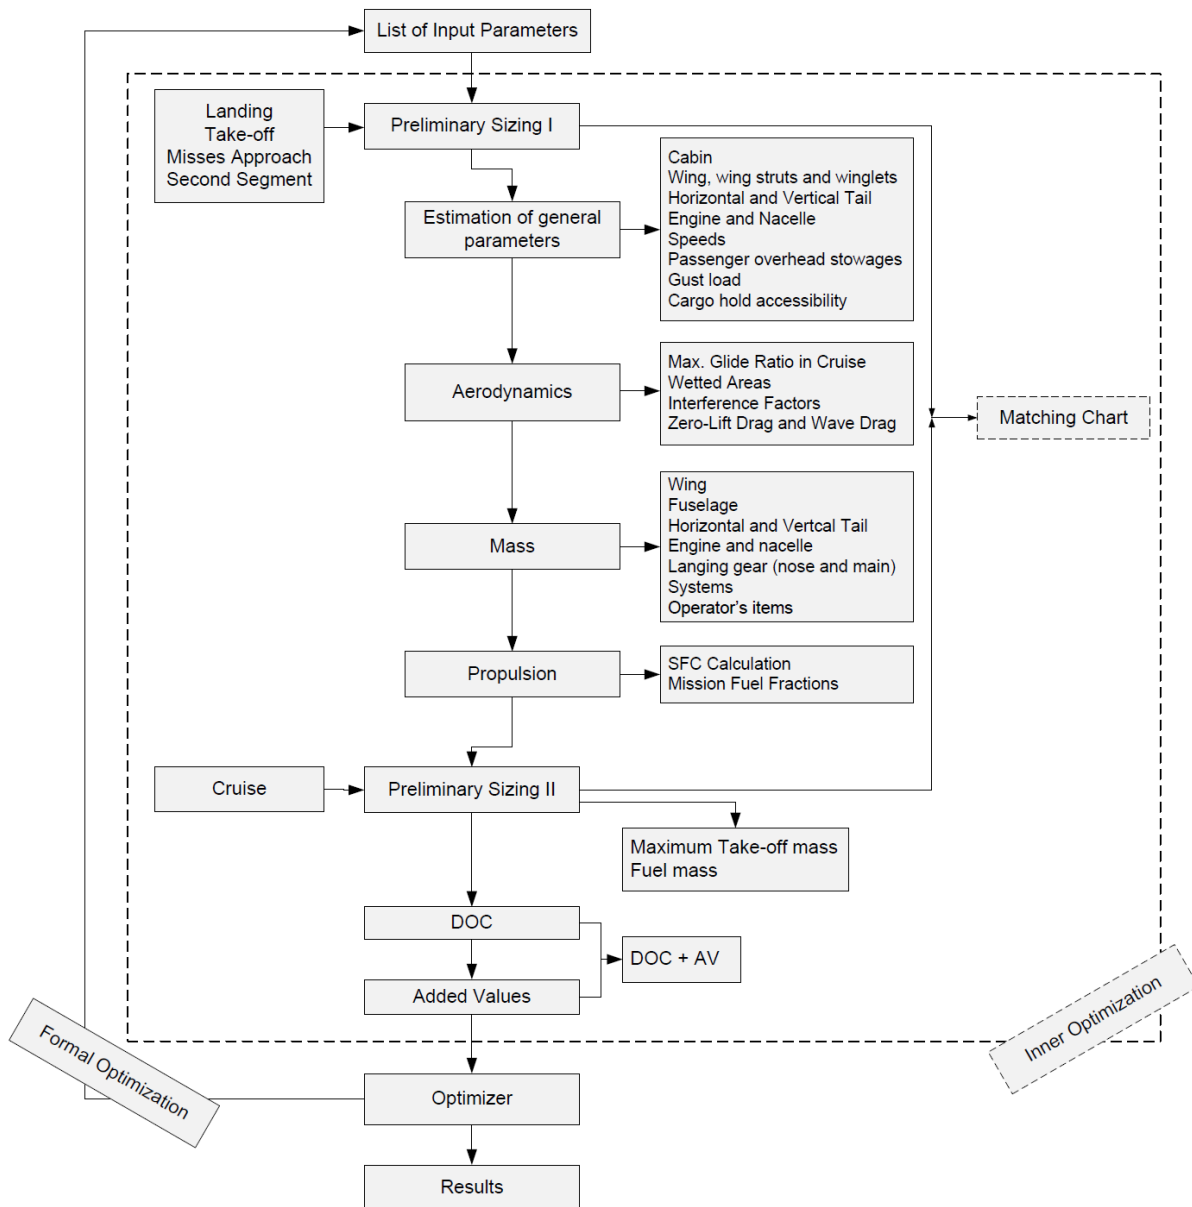 List of Input Parameters
Landing
Take-off
Misses Approach
Second Segment
Preliminary Sizing I
Cabin
Wing, wing struts and winglets
Horizontal and Vertical Tail
Engine and Nacelle
Speeds
Passenger overhead stowages
Gust load
Cargo hold accessibility
Estimation of general
parameters
Aerodynamics
Max. Glide Ratio in Cruise
Wetted Areas
Interference Factors
Zero-Lift Drag and Wave Drag
Matching Chart
Mass
Wing
Fuselage
Horizontal and Vertcal Tail
Engine and nacelle
Langing gear (nose and main)
Systems
Operator's items
Propulsion
SFC Calculation
Mission Fuel Fractions
Cruise
Preliminary Sizing II
Maximum Take-off mass
Fuel mass
DOC
DOC + AV
Added Values
Inner Optimization
Formal Optimization
Optimizer
Results